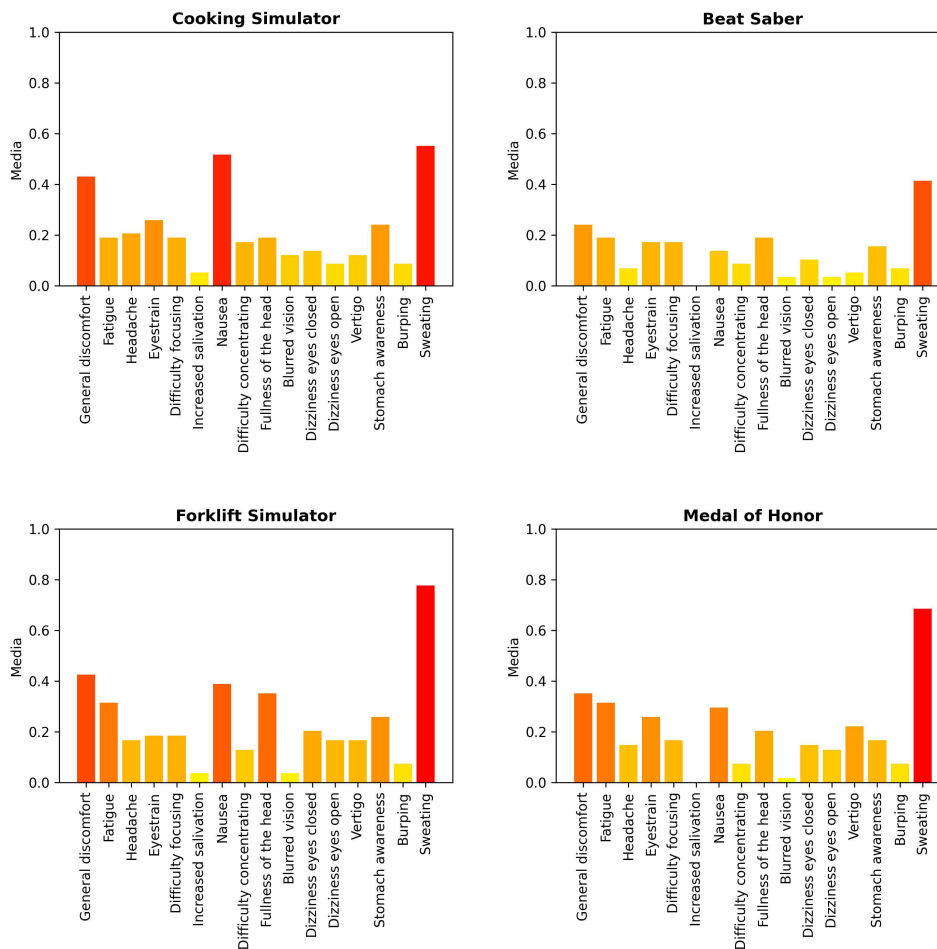 Cooking Simulator
1.0
0.8
0.6
0.4
0.2
0.0
Media
General discomfort
Fatigue
Headache
Eyestrain
Difficulty focusing
Increased salivation
Nausea
Difficulty concentrating
Fullness of the head
Blurred vision
Dizziness eyes closed
Dizziness eyes open
Vertigo
Stomach awareness
Burping
Sweating
Beat Saber
1.0
0.8
0.6
0.4
0.2
0.0
Media
General discomfort
Fatigue
Headache
Eyestrain
Difficulty focusing
Increased salivation
Nausea
Difficulty concentrating
Fullness of the head
Blurred vision
Dizziness eyes closed
Dizziness eyes open
Vertigo
Stomach awareness
Burping
Sweating
Forklift Simulator
1.0
0.8
0.6
0.4
0.2
0.0
Media
General discomfort
Fatigue
Headache
Eyestrain
Difficulty focusing
Increased salivation
Nausea
Difficulty concentrating
Fullness of the head
Blurred vision
Dizziness eyes closed
Dizziness eyes open
Vertigo
Stomach awareness
Burping
Sweating
Medal of Honor
1.0
0.8
0.6
0.4
0.2
0.0
Media
General discomfort
Fatigue
Headache
Eyestrain
Difficulty focusing
Increased salivation
Nausea
Difficulty concentrating
Fullness of the head
Blurred vision
Dizziness eyes closed
Dizziness eyes open
Vertigo
Stomach awareness
Burping
Sweating